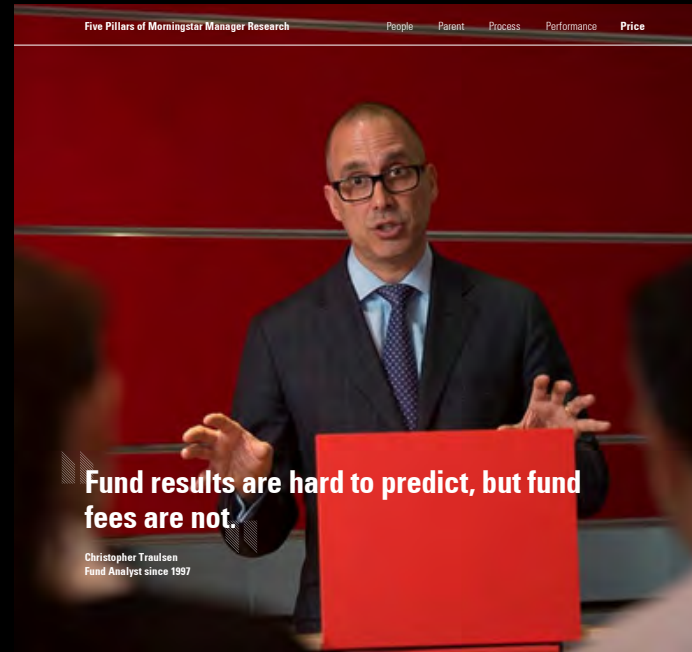 Five Pillars of Morningstar Manager Research People Parent Process Performance Price
Fund results are hard to predict, but fund
fees are not.
Christopher Traulsen
Fund Analyst since 1997